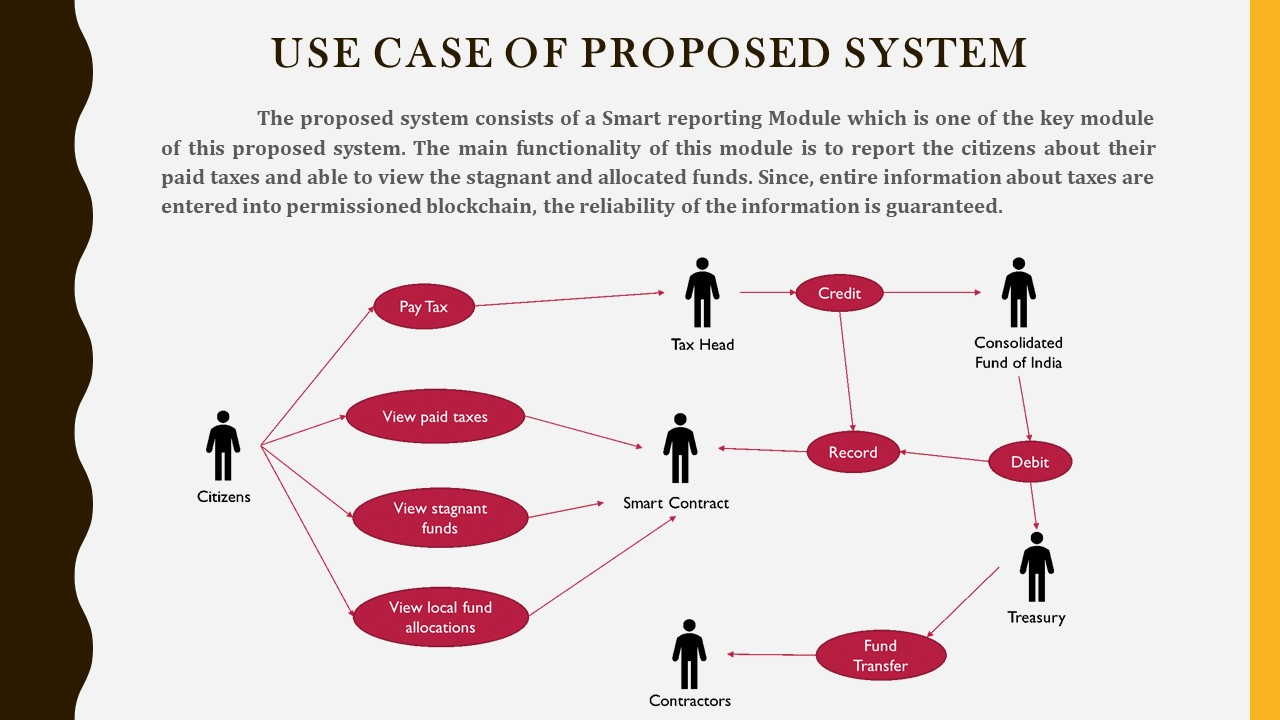 USE CASE OF PROPOSED SYSTEM
The proposed system consists of a Smart reporting Module which is one of the key module
of this proposed system. The main functionality of this module is to report the citizens about their
paid taxes and able to view the stagnant and allocated funds. Since, entire information about taxes are
entered into permissioned blockchain, the reliability of the information is guaranteed.
Pay Tax
Tax Head
Credit
Consolidated
Fund of India
View paid taxes
Citizens
Smart Contract
Record
Debit
View stagnant
funds
View local fund
allocations
Treasury
Fund
Transfer
Contractors